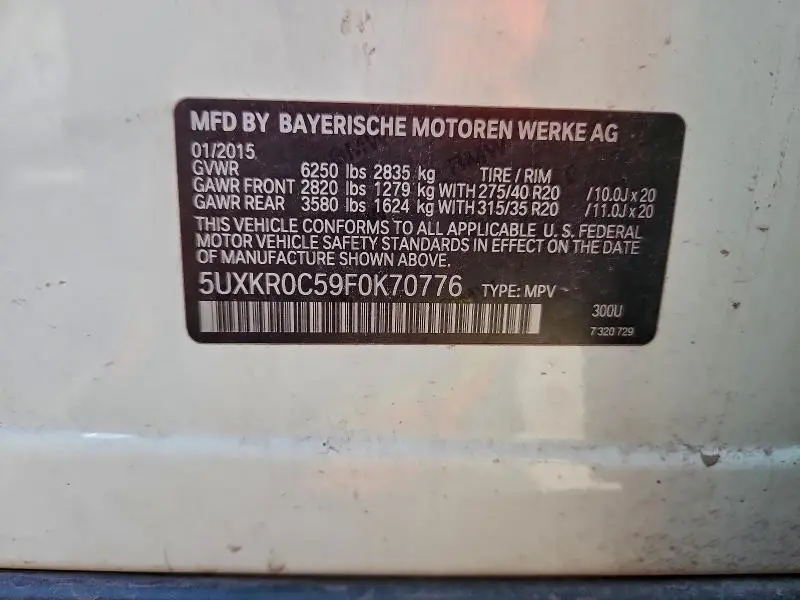 MFD BY BAYERISCHE MOTOREN WERKE AG
01/2015
GVWR 6250 lbs 2835 kg TIRE / RIM
GAWR FRONT 2820 lbs 1279 kg WITH 275/40 R20 / 10.0J x 20
GAWR REAR 3580 lbs 1624 kg WITH 315/35 R20 / 11.0J x 20
THIS VEHICLE CONFORMS TO ALL APPLICABLE U. S. FEDERAL
MOTOR VEHICLE SAFETY STANDARDS IN EFFECT ON THE DATE
OF MANUFACTURE SHOWN ABOVE.
5UXKR0C59F0K70776 TYPE: MPV
300U
7 320 729